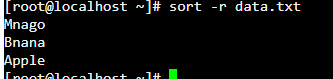 [root@localhost ~]# sort -r data.txt
Mnago
Bnana
Apple
[root@localhost ~]#